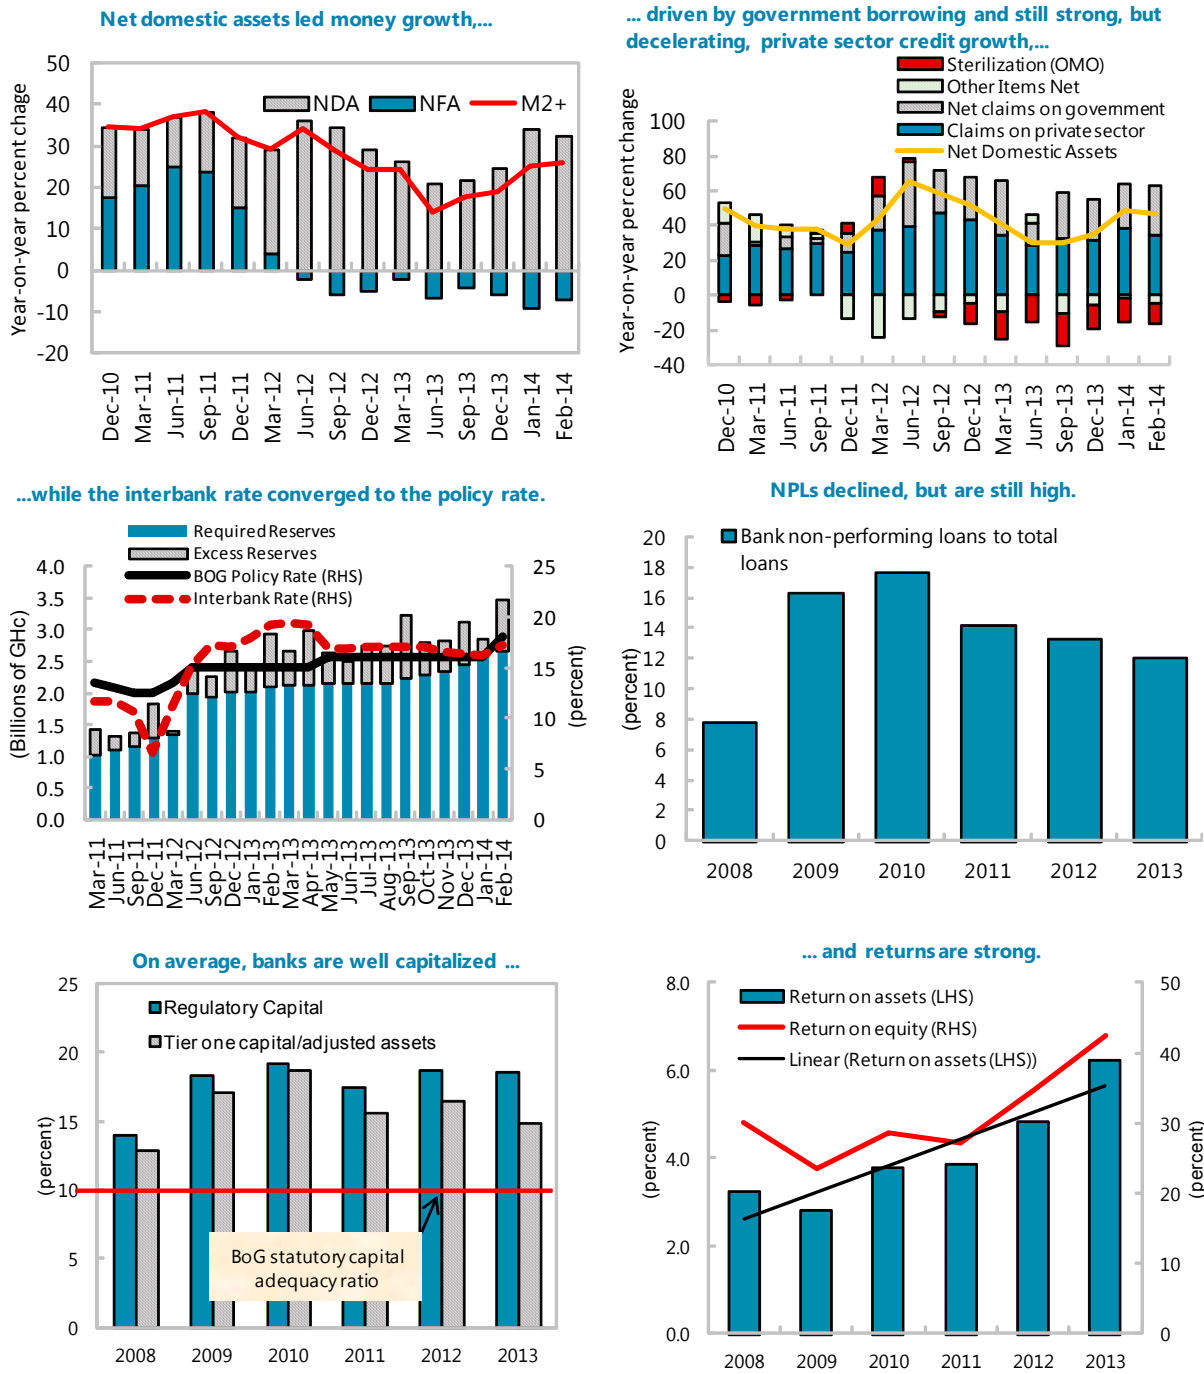 Net domestic assets led money growth,...
Year-on-year percent chage
50
40
30
20
10
0
-10
-20
NDA
NFA
M2+
Dec-10
Mar-11
Jun-11
Sep-11
Dec-11
Mar-12
Jun-12
Sep-12
Dec-12
Mar-13
Jun-13
Sep-13
Dec-13
Jan-14
Feb-14
... driven by government borrowing and still strong, but
decelerating, private sector credit growth,...
Sterilization (OMO)
Other Items Net
Net claims on government
Claims on private sector
Net Domestic Assets
Year-on-year percent change
100
80
60
40
20
0
-20
-40
Dec-10
Mar-11
Jun-11
Sep-11
Dec-11
Mar-12
Jun-12
Sep-12
Dec-12
Mar-13
Jun-13
Sep-13
Dec-13
Jan-14
Feb-14
...while the interbank rate converged to the policy rate.
Required Reserves
Excess Reserves
BOG Policy Rate (RHS)
Interbank Rate (RHS)
(Billions of GHc)
4.0
3.5
3.0
2.5
2.0
1.5
1.0
0.5
0.0
25
20
15
10
5
0
(percent)
Mar-11
Jun-11
Sep-11
Dec-11
Mar-12
Jun-12
Sep-12
Dec-12
Jan-13
Feb-13
Mar-13
Apr-13
May-13
Jun-13
Jul-13
Aug-13
Sep-13
Oct-13
Nov-13
Dec-13
Jan-14
Feb-14
NPLs declined, but are still high.
Bank non-performing loans to total
loans
(percent)
20
18
16
14
12
10
8
6
4
2
0
2008
2009
2010
2011
2012
2013
On average, banks are well capitalized ...
Regulatory Capital
Tier one capital/adjusted assets
(percent)
25
20
15
10
5
0
BoG statutory capital
adequacy ratio
2008
2009
2010
2011
2012
2013
... and returns are strong.
Return on assets (LHS)
Return on equity (RHS)
Linear (Return on assets (LHS))
(percent)
8.0
6.0
4.0
2.0
0.0
50
40
30
20
10
0
(percent)
2008
2009
2010
2011
2012
2013